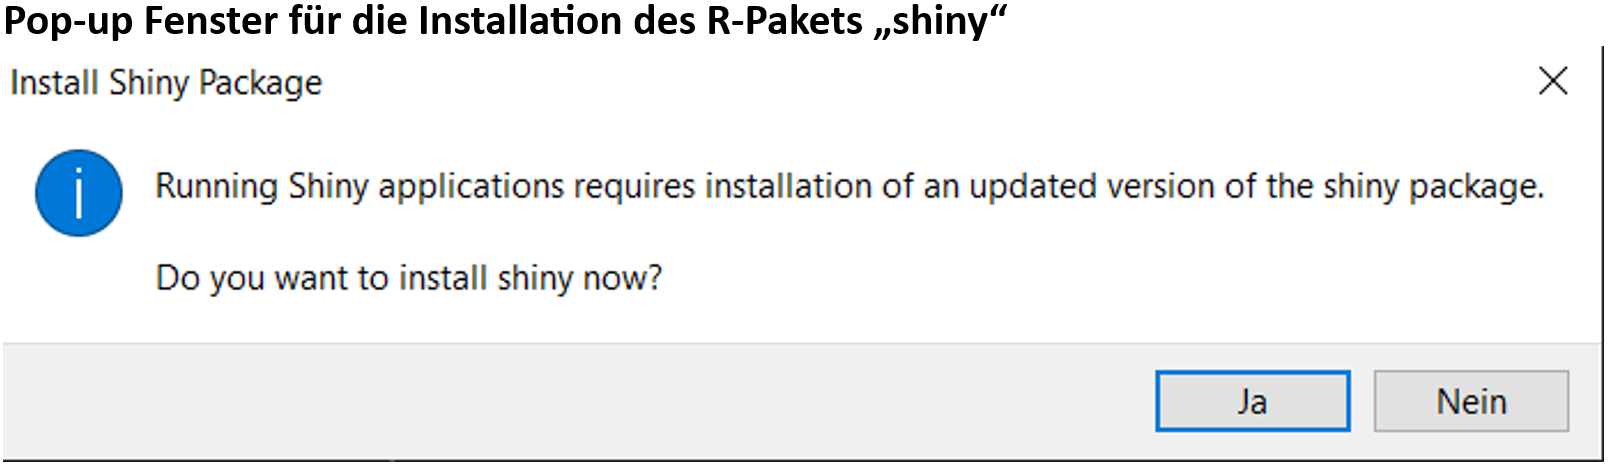 Pop-up Fenster für die Installation des R-Pakets „shiny“
Install Shiny Package
Running Shiny applications requires installation of an updated version of the shiny package.
Do you want to install shiny now?
Ja
Nein